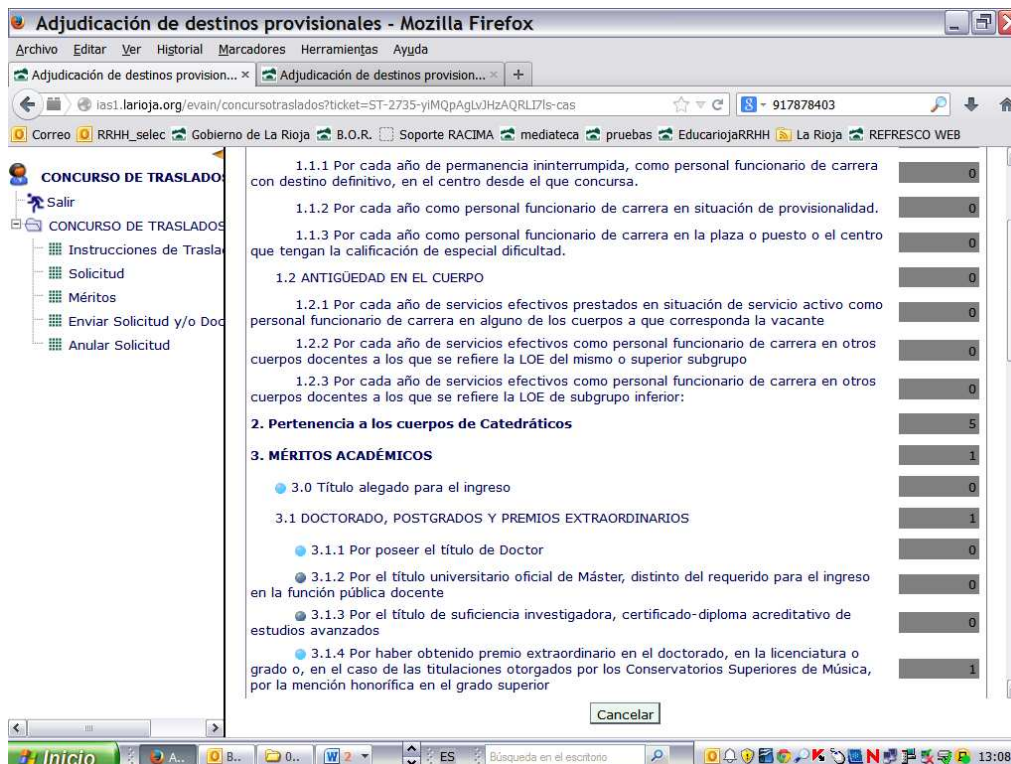 Adjudicación de destinos provisionales - Mozilla Firefox
Archivo Editar Ver Historial Marcadores Herramientas Ayuda
Adjudicación de destinos provision... × Adjudicación de destinos provision... × +
ias1.larioja.org/evain/concursotraslados?ticket=ST-2735-yiMQpAgLvJHzAQRLI7ls-cas 917878403
Correo RRHH_selec Gobierno de La Rioja B.O.R. Soporte RACIMA mediateca pruebas EducariojaRRHH La Rioja REFRESCO WEB
CONCURSO DE TRASLADO
Salir
CONCURSO DE TRASLADOS
Instrucciones de Trasla
Solicitud
Méritos
Enviar Solicitud y/o Doc
Anular Solicitud
1.1.1 Por cada año de permanencia ininterrumpida, como personal funcionario de carrera
con destino definitivo, en el centro desde el que concursa. 0
1.1.2 Por cada año como personal funcionario de carrera en situación de provisionalidad. 0
1.1.3 Por cada año como personal funcionario de carrera en la plaza o puesto o el centro
que tengan la calificación de especial dificultad. 0
1.2 ANTIGÜEDAD EN EL CUERPO 0
1.2.1 Por cada año de servicios efectivos prestados en situación de servicio activo como
personal funcionario de carrera en alguno de los cuerpos a que corresponda la vacante 0
1.2.2 Por cada año de servicios efectivos como personal funcionario de carrera en otros
cuerpos docentes a los que se refiere la LOE del mismo o superior subgrupo 0
1.2.3 Por cada año de servicios efectivos como personal funcionario de carrera en otros
cuerpos docentes a los que se refiere la LOE de subgrupo inferior: 0
2. Pertenencia a los cuerpos de Catedráticos 5
3. MÉRITOS ACADÉMICOS 1
3.0 Título alegado para el ingreso 0
3.1 DOCTORADO, POSTGRADOS Y PREMIOS EXTRAORDINARIOS 1
3.1.1 Por poseer el título de Doctor 0
3.1.2 Por el título universitario oficial de Máster, distinto del requerido para el ingreso
en la función pública docente 0
3.1.3 Por el título de suficiencia investigadora, certificado-diploma acreditativo de
estudios avanzados 0
3.1.4 Por haber obtenido premio extraordinario en el doctorado, en la licenciatura o
grado o, en el caso de las titulaciones otorgados por los Conservatorios Superiores de Música,
por la mención honorífica en el grado superior 1
Cancelar
Inicio A.. B.. 0.. 2 ES Búsqueda en el escritorio 13:08